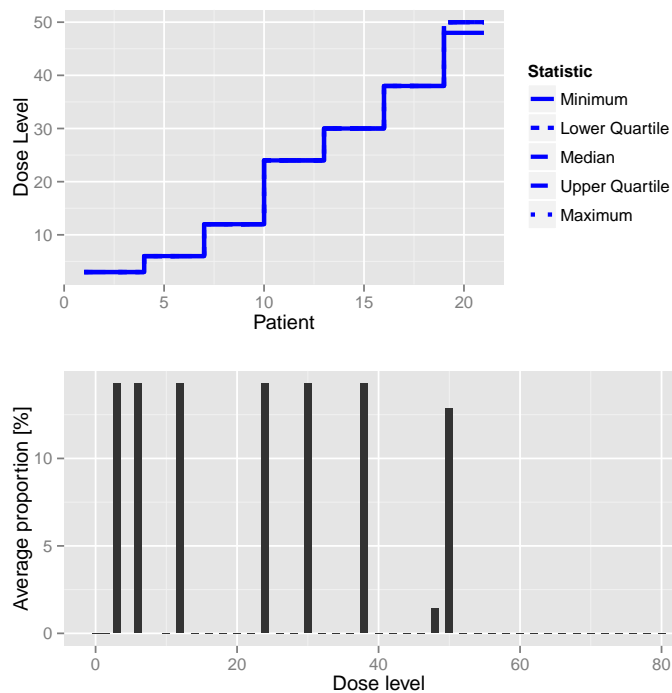 50
40
30
20
10
Dose Level
0
5
10
15
20
Patient
Statistic
Minimum
Lower Quartile
Median
Upper Quartile
Maximum
10
5
0
Average proportion [%]
0
20
40
60
80
Dose level